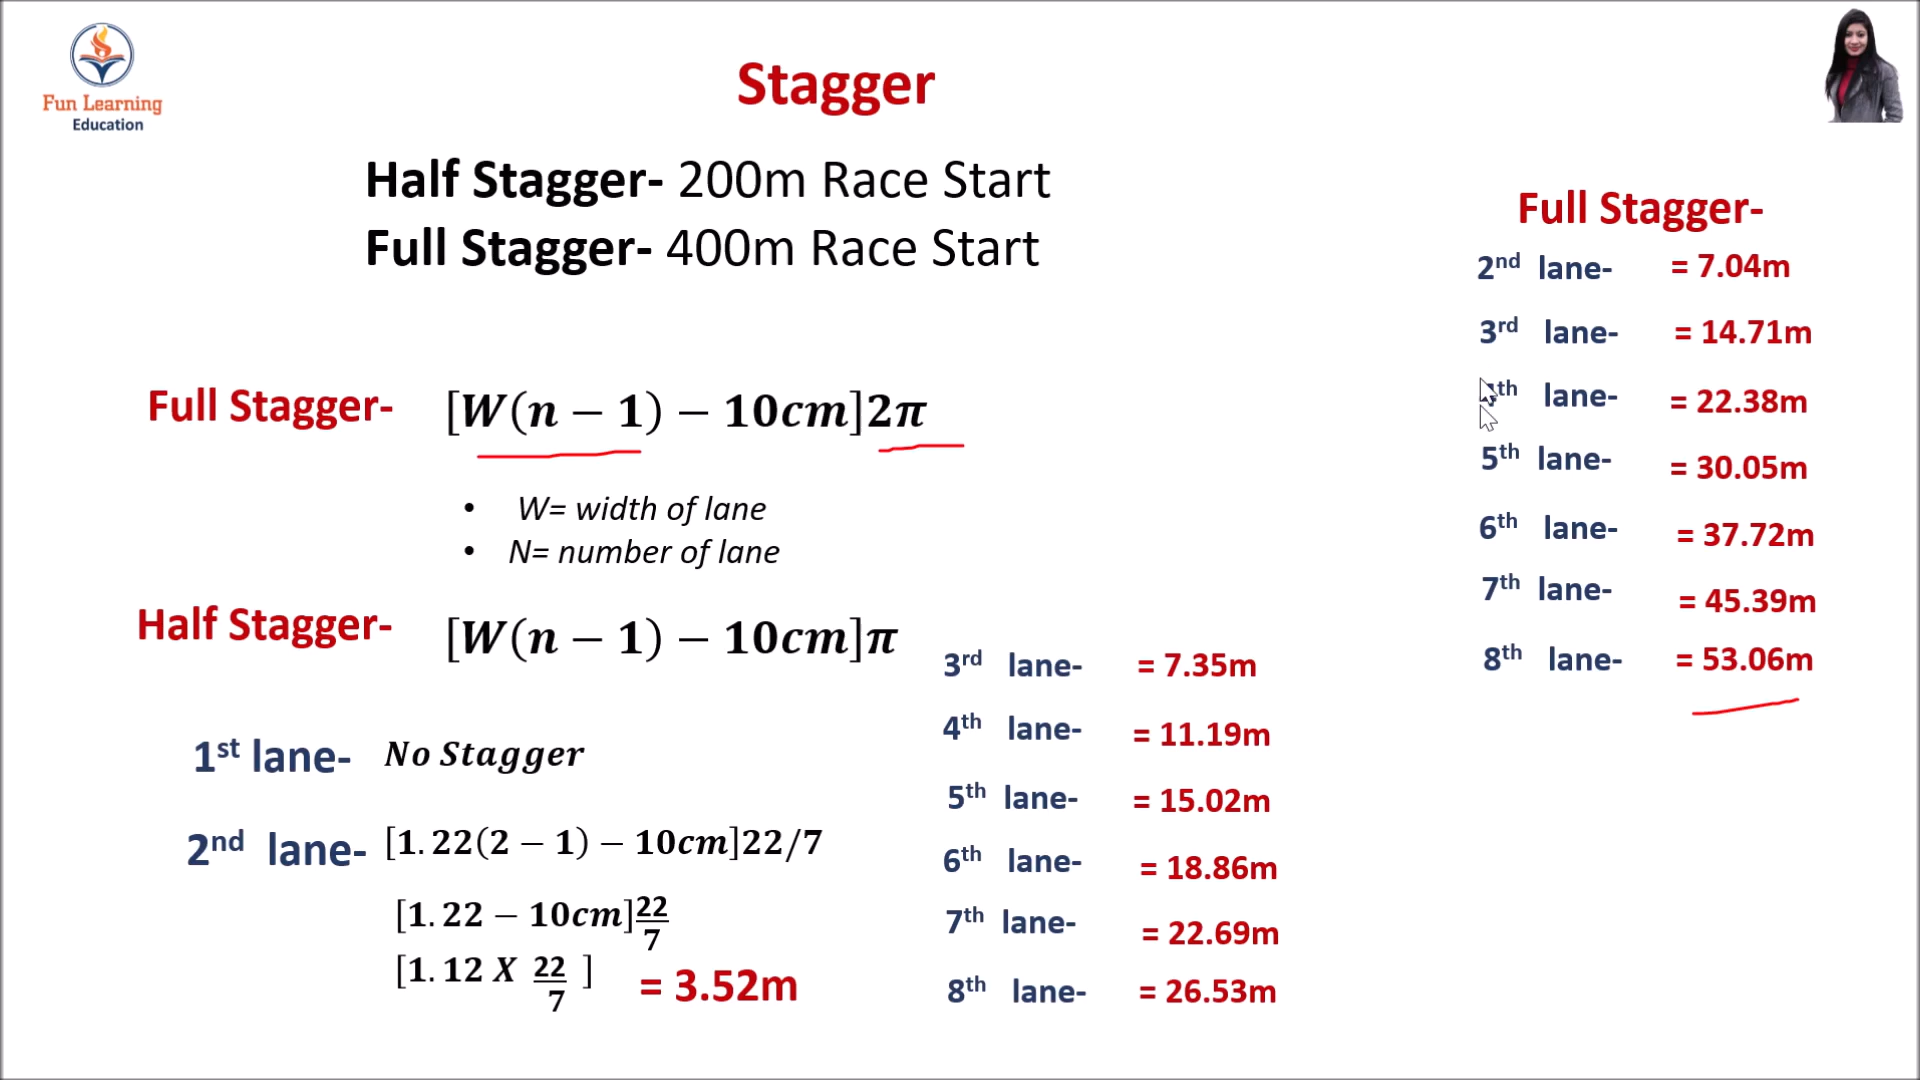 Fun Learning
Education
Stagger
Half Stagger- 200m Race Start
Full Stagger- 400m Race Start
Full Stagger- [W(n − 1) − 10cm]2π
• W= width of lane
• N= number of lane
Half Stagger- [W(n − 1) − 10cm]π
1st lane- No Stagger
2nd lane- [1.22(2 − 1) − 10cm]22/7
[1.22 − 10cm]22/7
[1.12 X 22/7 ] = 3.52m
3rd lane- = 7.35m
4th lane- = 11.19m
5th lane- = 15.02m
6th lane- = 18.86m
7th lane- = 22.69m
8th lane- = 26.53m
Full Stagger-
2nd lane- = 7.04m
3rd lane- = 14.71m
th lane- = 22.38m
5th lane- = 30.05m
6th lane- = 37.72m
7th lane- = 45.39m
8th lane- = 53.06m